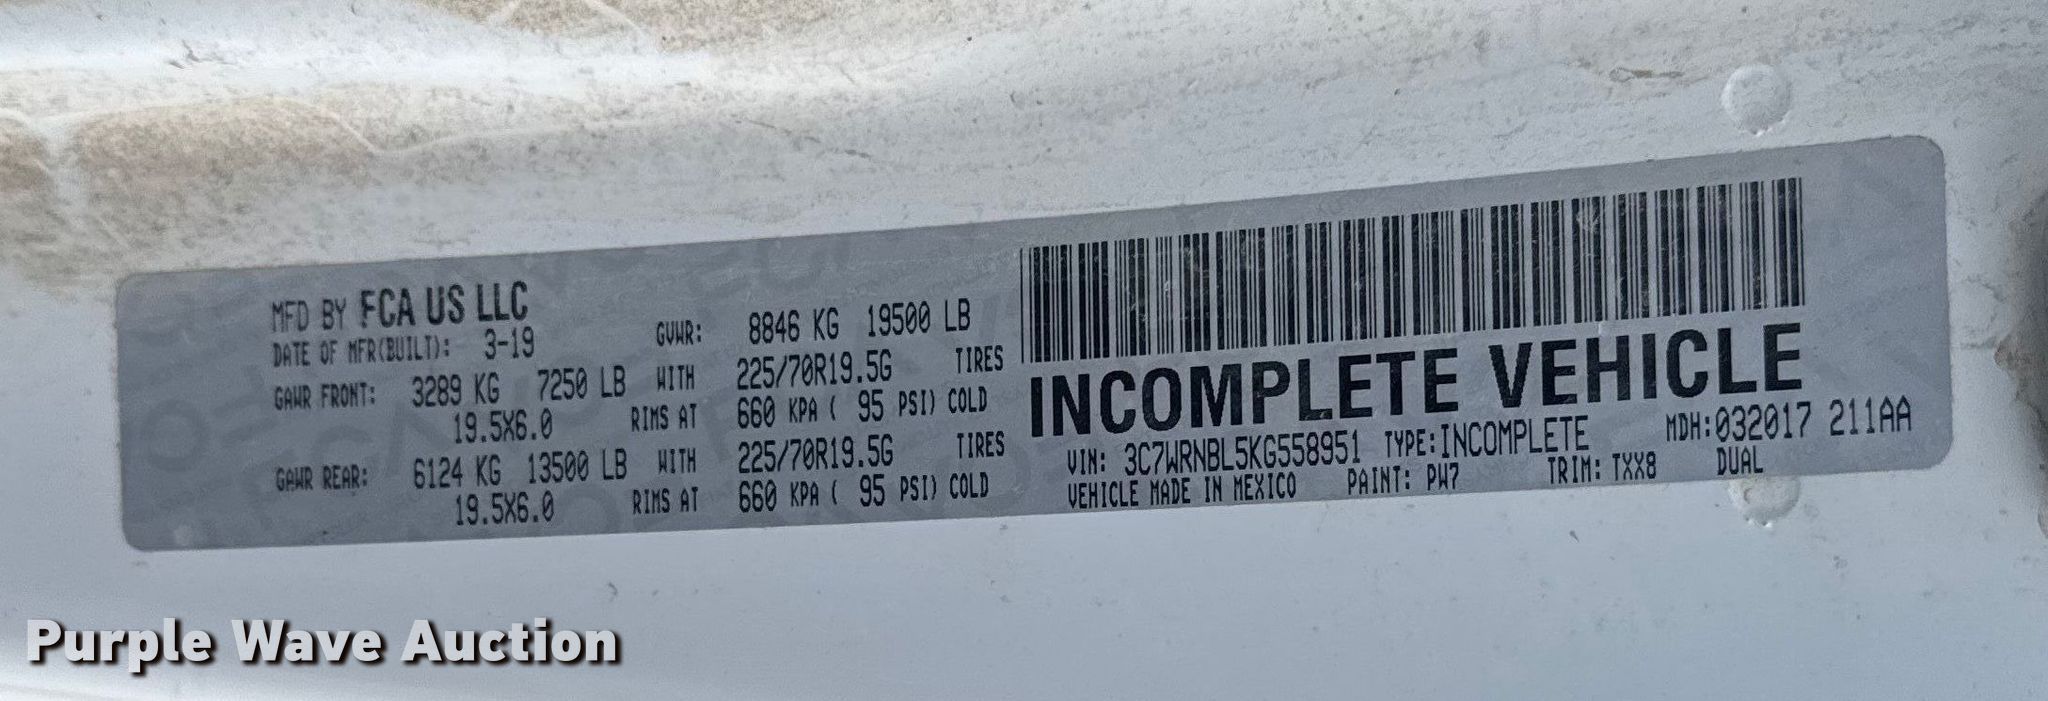 MFD BY FCA US LLC
DATE OF MFR(BUILT): 3-19 GVWR: 8846 KG 19500 LB
GAWR FRONT: 3289 KG 7250 LB WITH 225/70R19.5G TIRES
19.5X6.0 RIMS AT 660 KPA ( 95 PSI) COLD
GAWR REAR: 6124 KG 13500 LB WITH 225/70R19.5G TIRES
19.5X6.0 RIMS AT 660 KPA ( 95 PSI) COLD
INCOMPLETE VEHICLE
VIN: 3C7WRNBL5KG558951 TYPE:INCOMPLETE MDH:032017 211AA
VEHICLE MADE IN MEXICO PAINT: PW7 TRIM: TXX8 DUAL
Purple Wave Auction